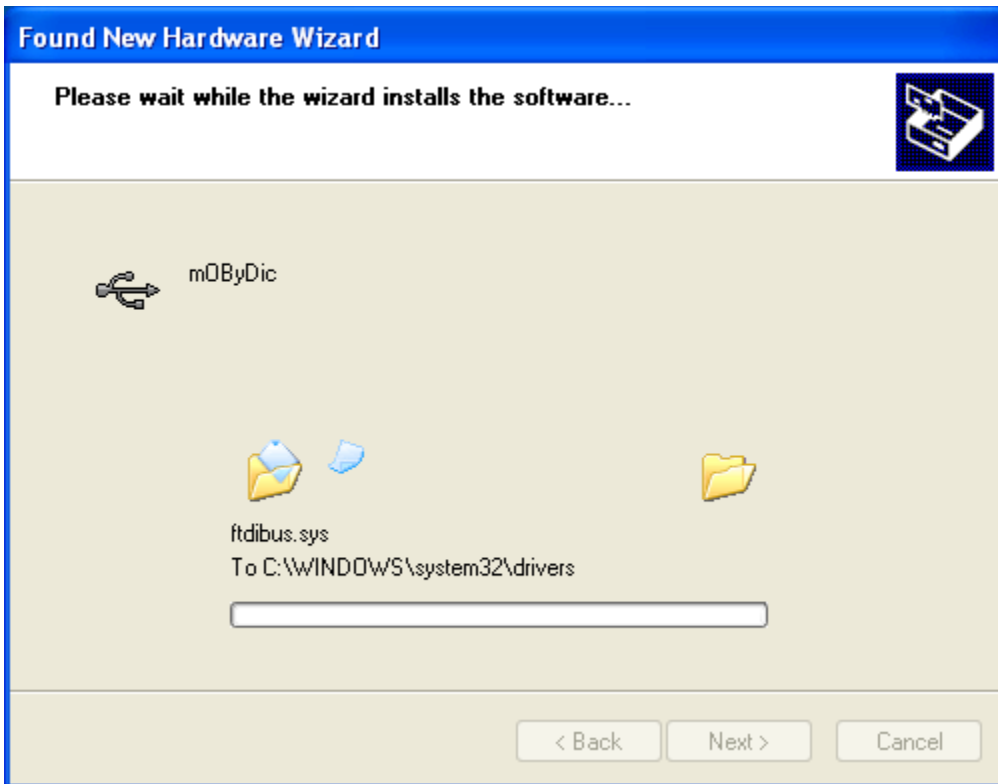 Found New Hardware Wizard
Please wait while the wizard installs the software...
mOByDic
ftdibus.sys
To C:\WINDOWS\system32\drivers
< Back
Next >
Cancel